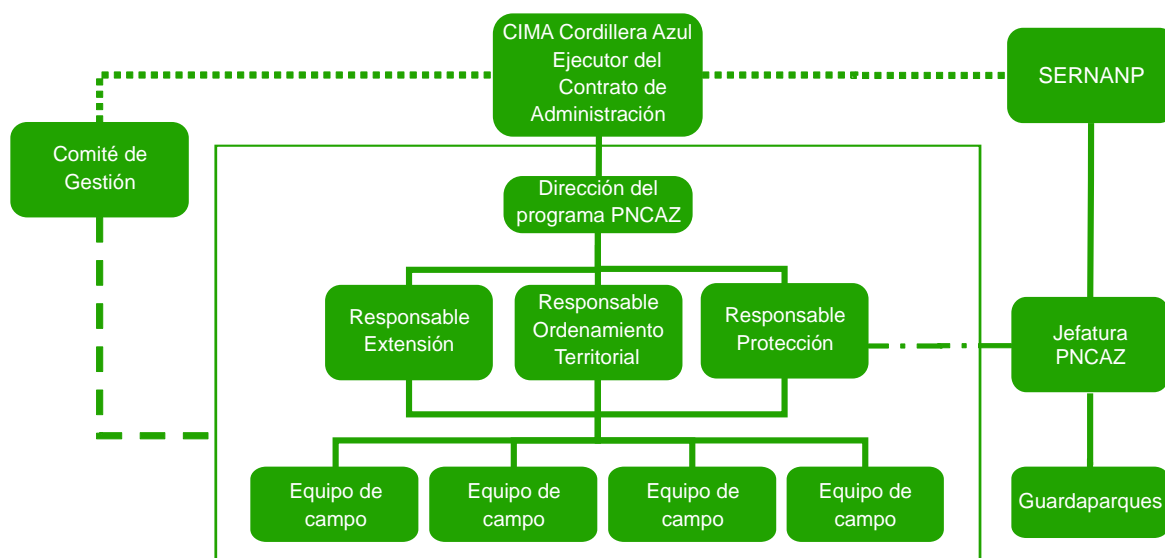 CIMA Cordillera Azul
Ejecutor del
Contrato de
Administración
SERNANP
Comité de
Gestión
Dirección del
programa PNCAZ
Responsable
Extensión
Responsable
Ordenamiento
Territorial
Responsable
Protección
Jefatura
PNCAZ
Equipo de
campo
Equipo de
campo
Equipo de
campo
Equipo de
campo
Guardaparques